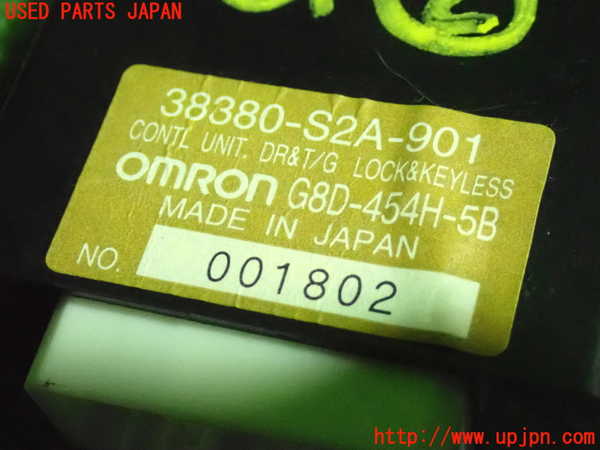 USED PARTS JAPAN
38380-S2A-901
CONTL UNIT. DR&T/G LOCK&KEYLESS
OMRON G8D-454H-5B
MADE IN JAPAN
NO. 001802
http://www.upjpn.com/